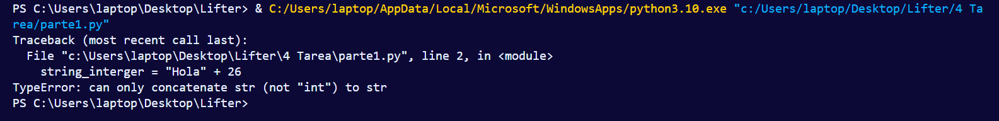 PS C:\Users\laptop\Desktop\Lifter> & C:/Users/laptop/AppData/Local/Microsoft/WindowsApps/python3.10.exe "c:/Users/laptop/Desktop/Lifter/4 Ta
rea/parte1.py"
Traceback (most recent call last):
  File "c:\Users\laptop\Desktop\Lifter\4 Tarea\parte1.py", line 2, in <module>
    string_interger = "Hola" + 26
TypeError: can only concatenate str (not "int") to str
PS C:\Users\laptop\Desktop\Lifter>